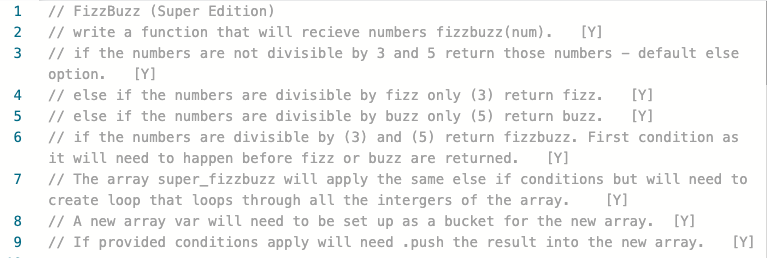 1 // FizzBuzz (Super Edition)
2 // write a function that will recieve numbers fizzbuzz(num).   [Y]
3 // if the numbers are not divisible by 3 and 5 return those numbers – default else
option.   [Y]
4 // else if the numbers are divisible by fizz only (3) return fizz.   [Y]
5 // else if the numbers are divisible by buzz only (5) return buzz.   [Y]
6 // if the numbers are divisible by (3) and (5) return fizzbuzz. First condition as
it will need to happen before fizz or buzz are returned.   [Y]
7 // The array super_fizzbuzz will apply the same else if conditions but will need to
create loop that loops through all the intergers of the array.    [Y]
8 // A new array var will need to be set up as a bucket for the new array.  [Y]
9 // If provided conditions apply will need .push the result into the new array.   [Y]